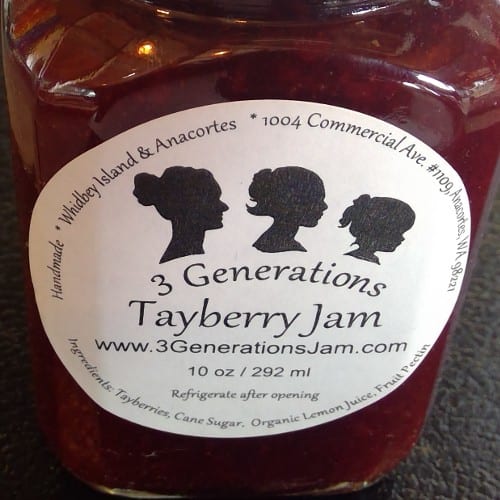 Handmade * Whidbey Island & Anacortes * 1004 Commercial Ave. #1109, Anacortes, WA 98221
3 Generations
Tayberry Jam
www.3GenerationsJam.com
10 oz / 292 ml
Refrigerate after opening
Ingredients: Tayberries, Cane Sugar, Organic Lemon Juice, Fruit Pectin